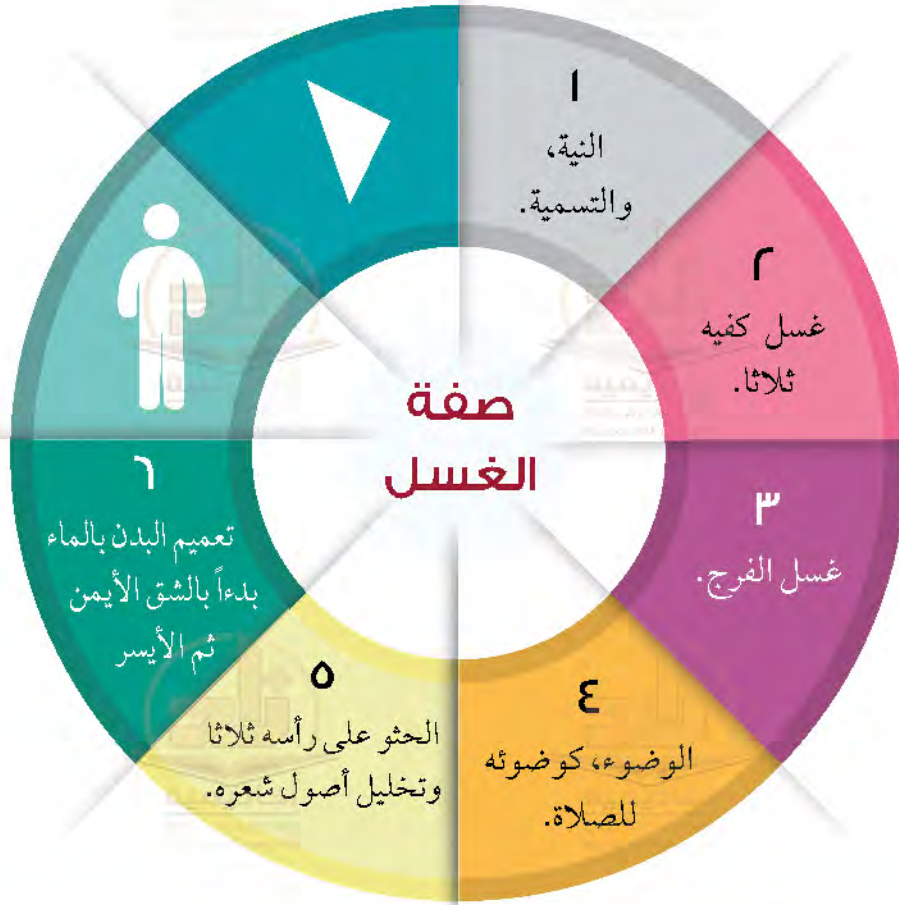 صفة
الغسل
١
النية،
والتسمية.
٢
غسل كفيه
ثلاثا.
٣
غسل الفرج.
٤
الوضوء، كوضوئه
للصلاة.
٥
الحثو على رأسه ثلاثا
وتخليل أصول شعره.
٦
تعميم البدن بالماء
بدءاً بالشق الأيمن
ثم الأيسر